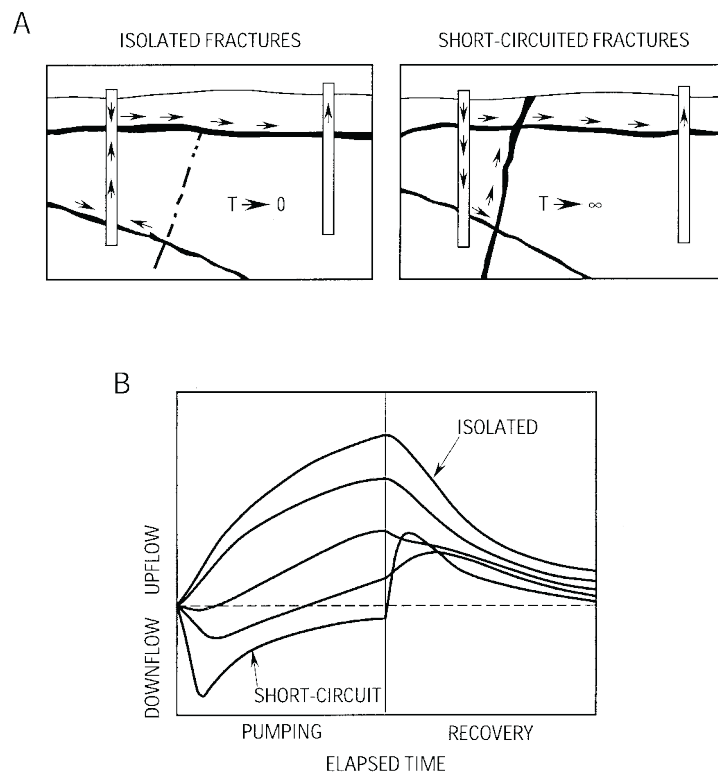 A
ISOLATED FRACTURES
SHORT-CIRCUITED FRACTURES
T → 0
T → ∞
B
ISOLATED
UPFLOW
DOWNFLOW
SHORT-CIRCUIT
PUMPING
RECOVERY
ELAPSED TIME